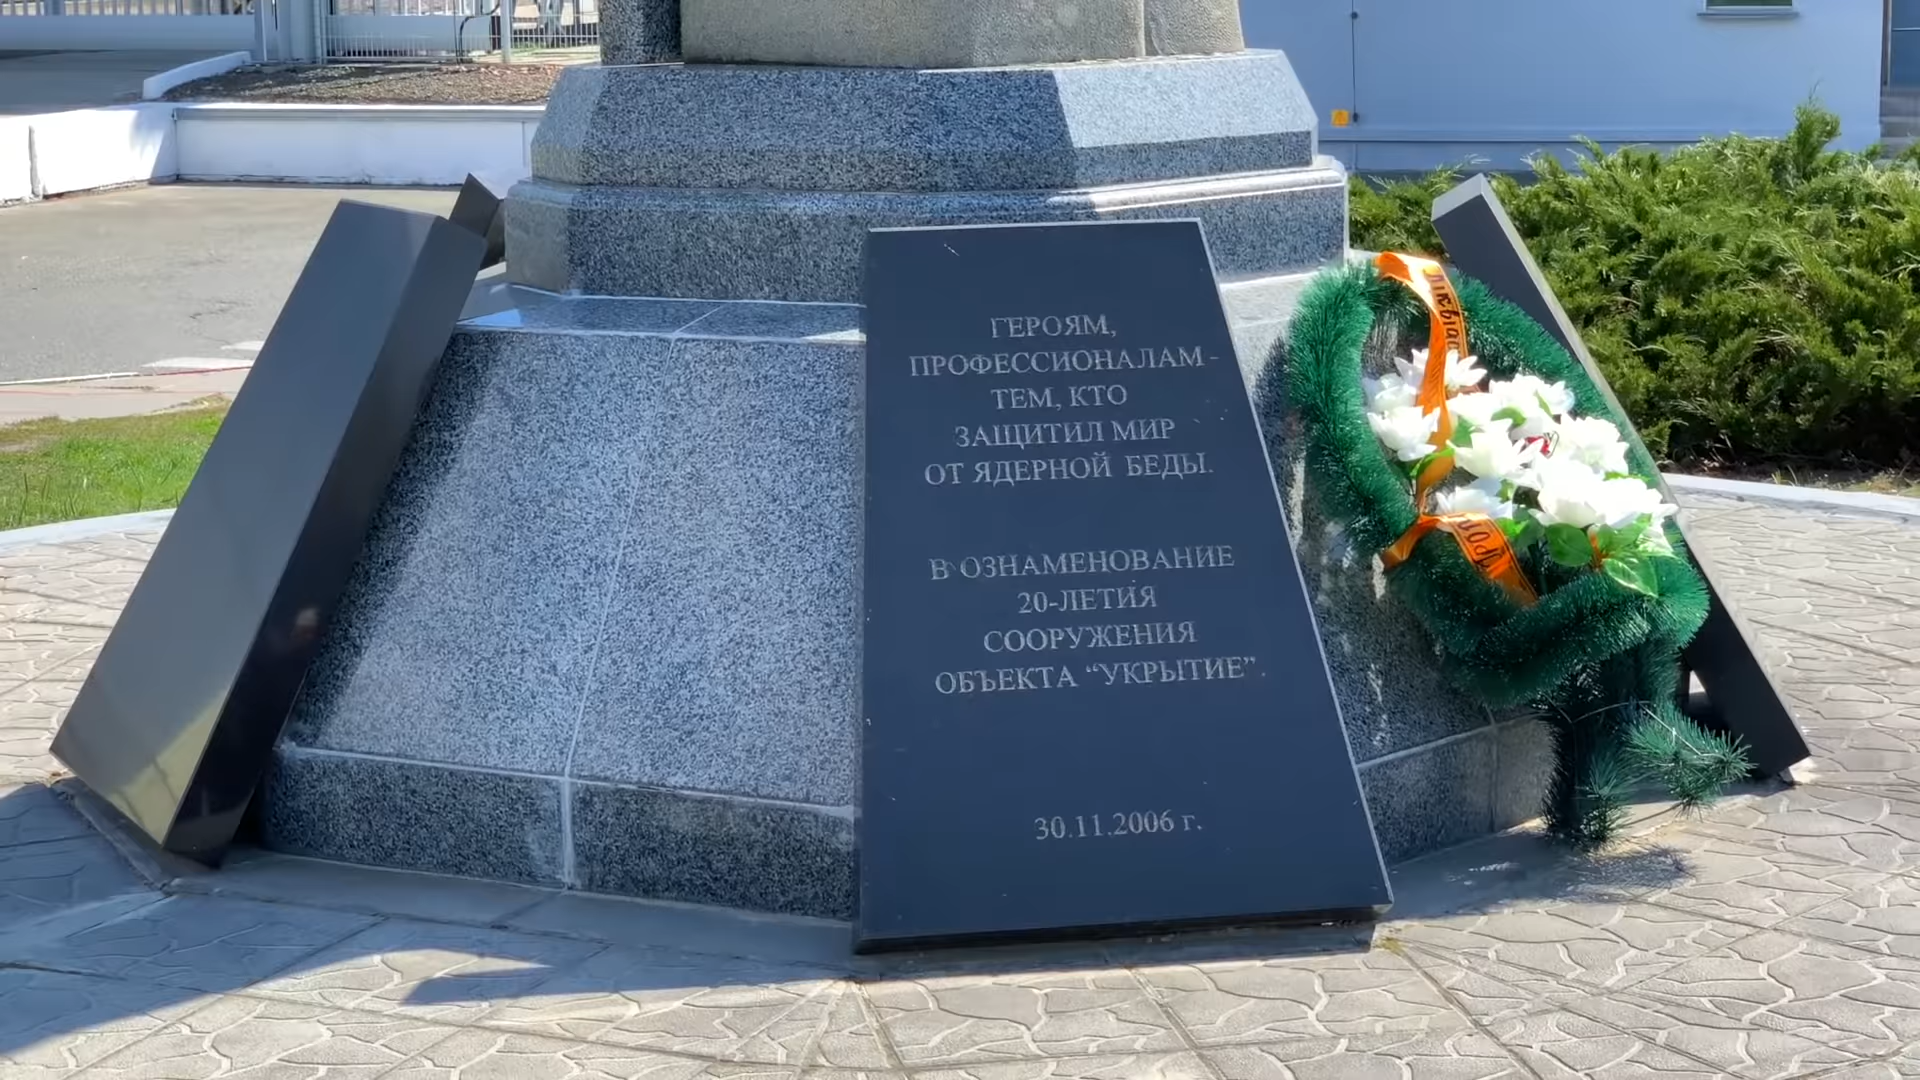 ГЕРОЯМ,
ПРОФЕССИОНАЛАМ -
ТЕМ, КТО
ЗАЩИТИЛ МИР
ОТ ЯДЕРНОЙ БЕДЫ.
В ОЗНАМЕНОВАНИЕ
20-ЛЕТИЯ
СООРУЖЕНИЯ
ОБЪЕКТА “УКРЫТИЕ”.
30.11.2006 г.